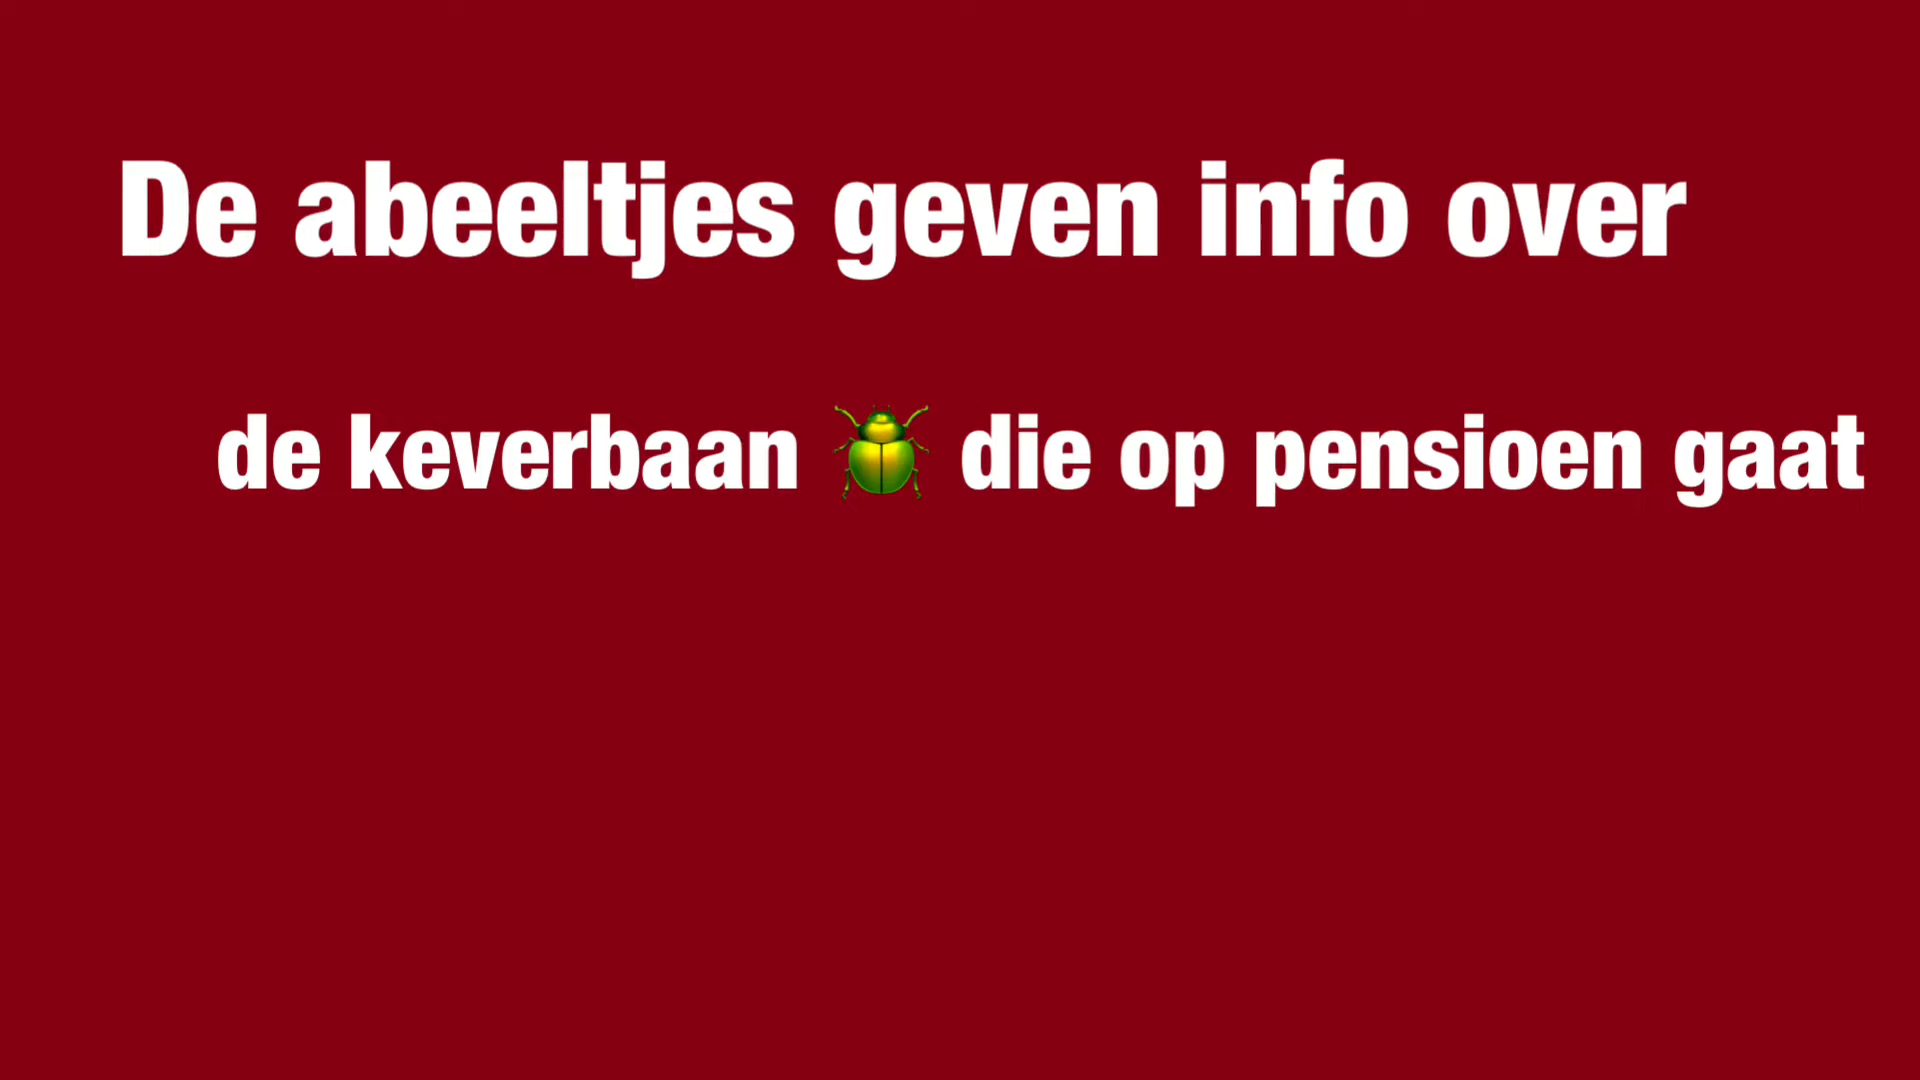 De abeeltjes geven info over
de keverbaan 🪲 die op pensioen gaat